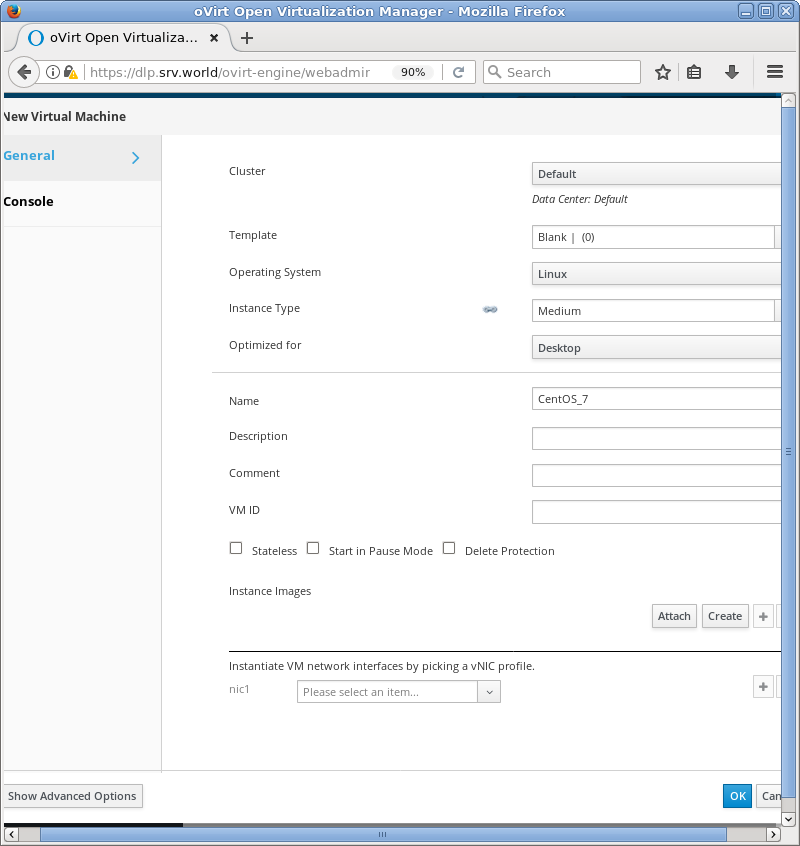 oVirt Open Virtualization Manager - Mozilla Firefox
oVirt Open Virtualiza...
https://dlp.srv.world/ovirt-engine/webadmir 90% Search
New Virtual Machine
General
Console
Cluster Default
Data Center: Default
Template Blank | (0)
Operating System Linux
Instance Type Medium
Optimized for Desktop
Name CentOS_7
Description
Comment
VM ID
Stateless Start in Pause Mode Delete Protection
Instance Images
Attach Create +
Instantiate VM network interfaces by picking a vNIC profile.
nic1 Please select an item... +
Show Advanced Options OK Can